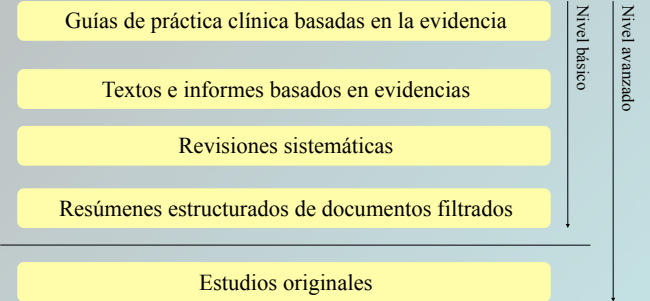 Guías de práctica clínica basadas en la evidencia
Textos e informes basados en evidencias
Revisiones sistemáticas
Resúmenes estructurados de documentos filtrados
Estudios originales
Nivel básico
Nivel avanzado